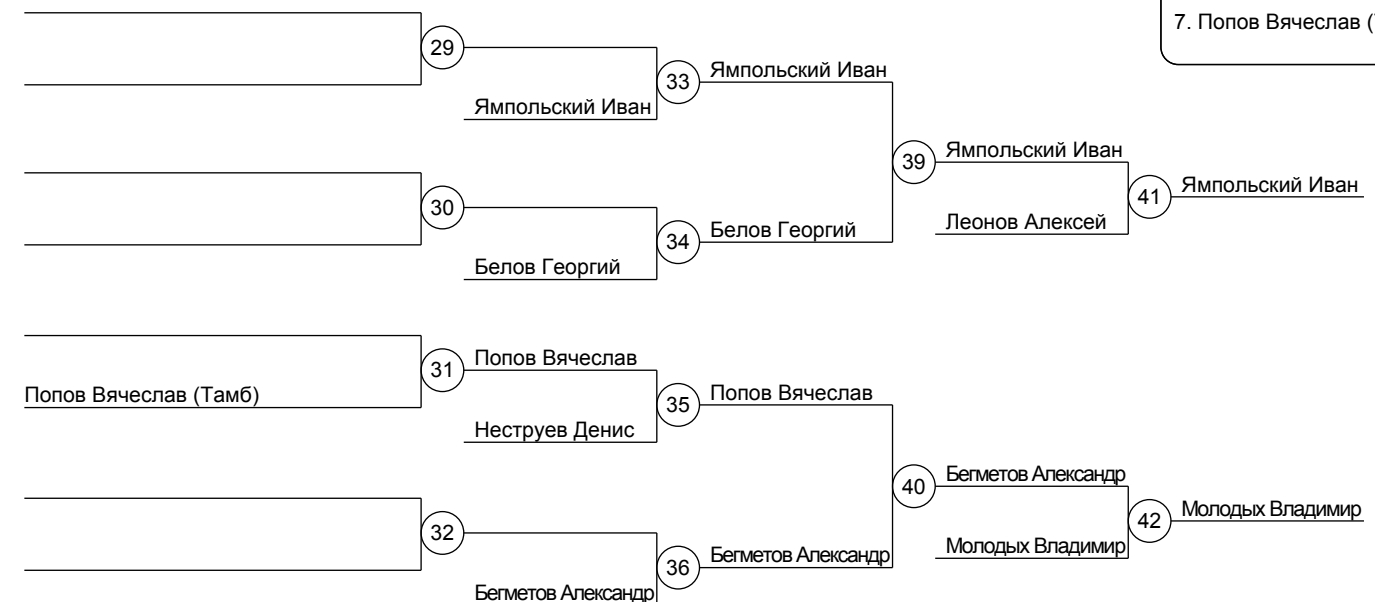 7. Попов Вячеслав (
29
Ямпольский Иван
33
Ямпольский Иван
Ямпольский Иван
39
Ямпольский Иван
41
30
Белов Георгий
34
Леонов Алексей
Белов Георгий
Попов Вячеслав
31
Попов Вячеслав (Тамб)
Попов Вячеслав
35
Неструев Денис
Бегметов Александр
40
Молодых Владимир
42
32
Бегметов Александр
Молодых Владимир
36
Бегметов Александр